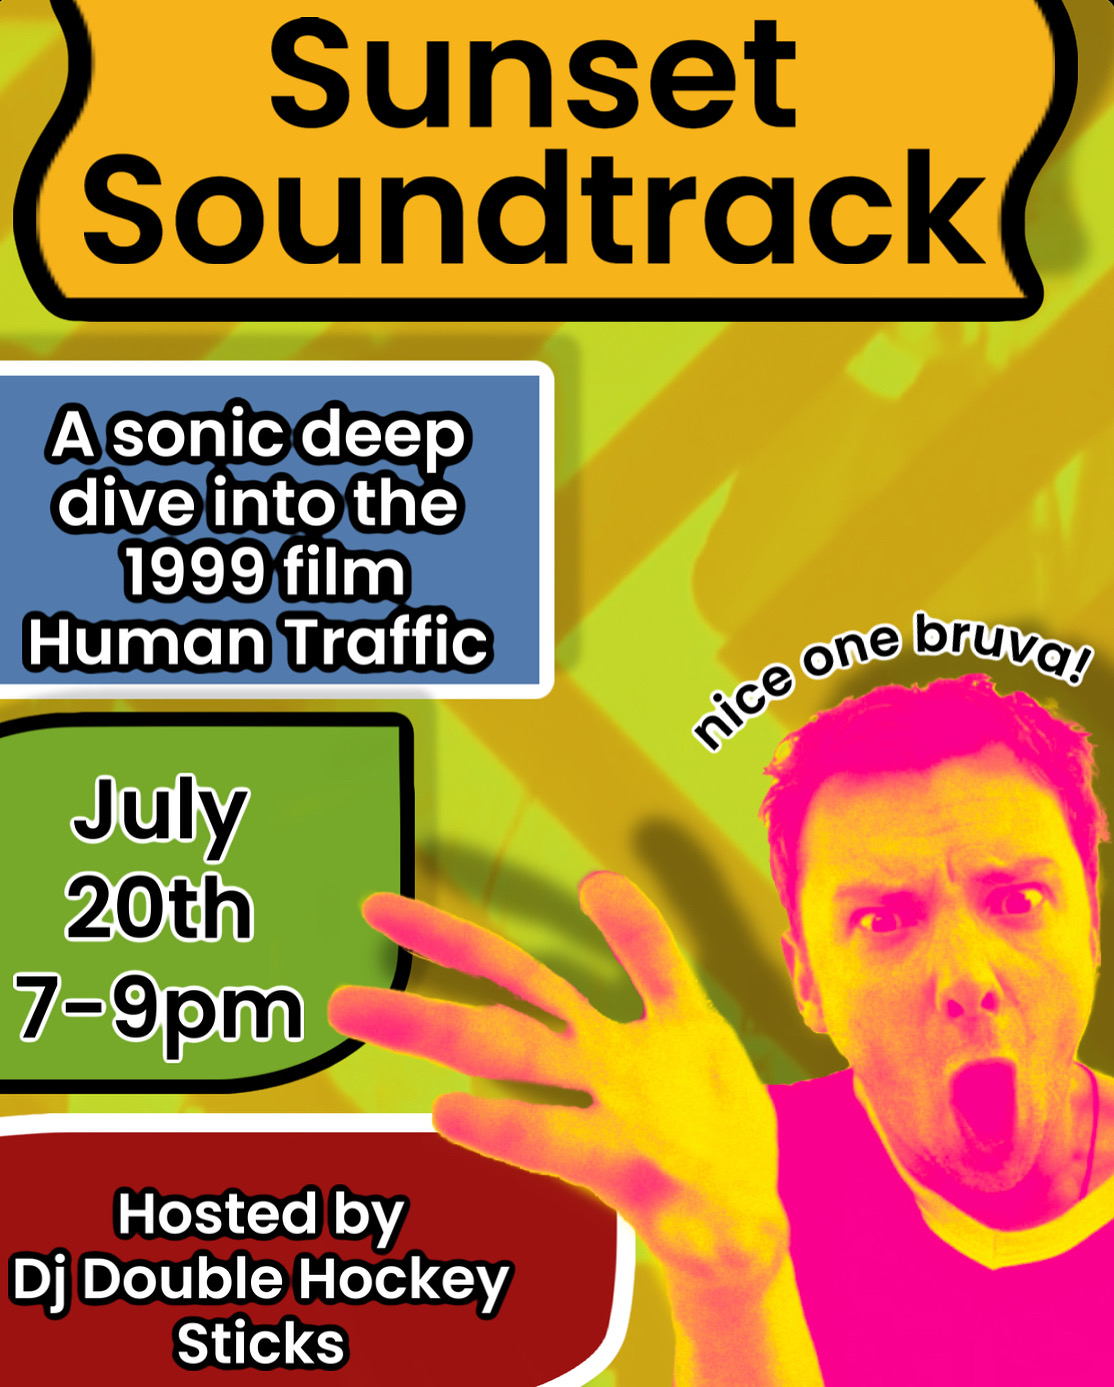 Sunset
Soundtrack
A sonic deep
dive into the
1999 film
Human Traffic
nice one bruva!
July
20th
7-9pm
Hosted by
Dj Double Hockey
Sticks